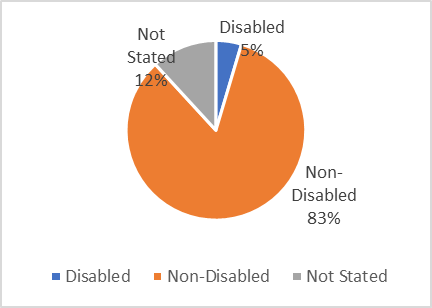 Disabled
5%
Not
Stated
12%
Non-
Disabled
83%
Disabled Non-Disabled Not Stated